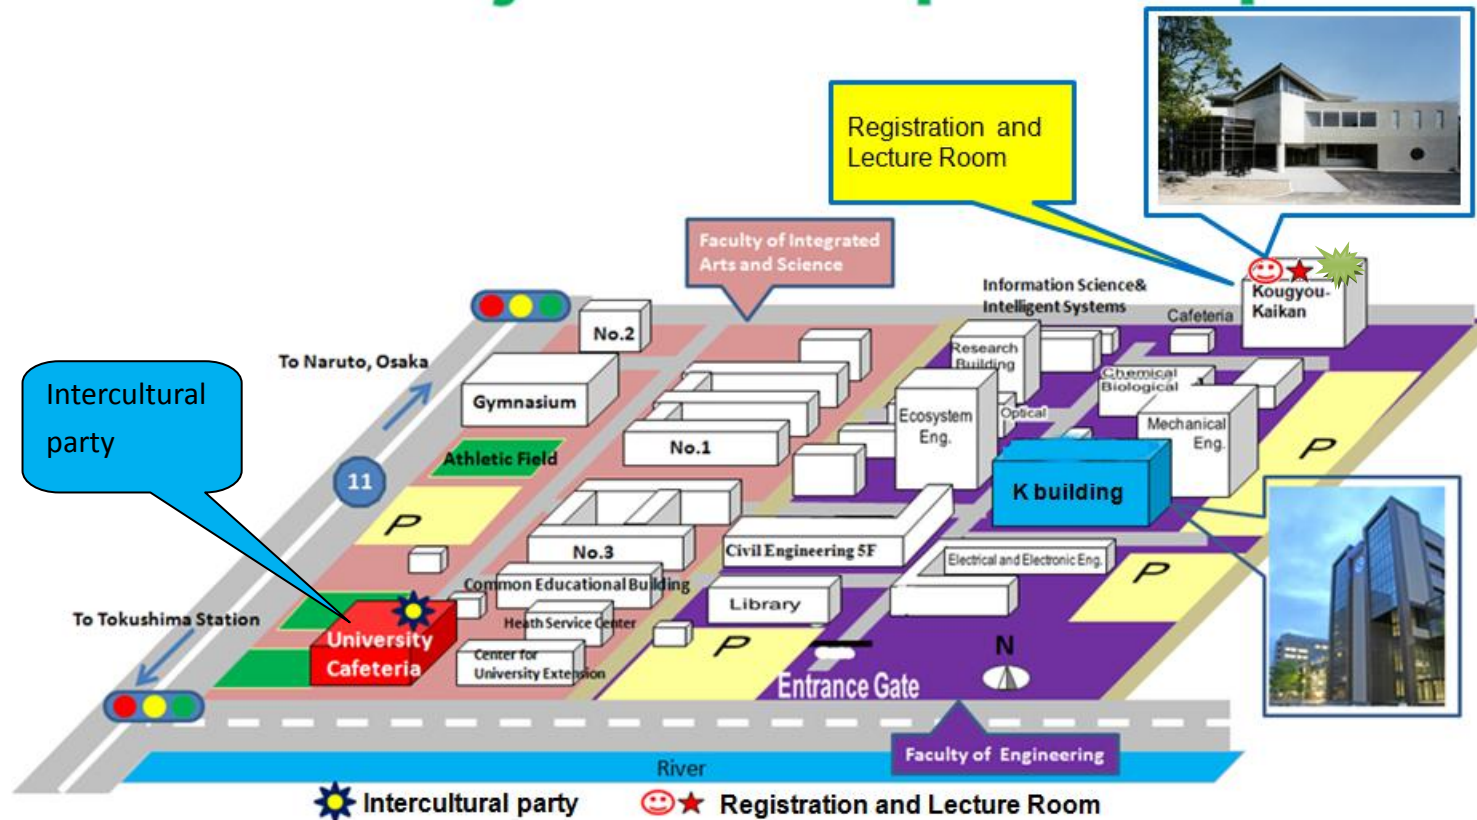 Registration and
Lecture Room
Faculty of Integrated
Arts and Science
Information Science&
Intelligent Systems
Cafeteria
Kougyou-
Kaikan
No.2
To Naruto, Osaka
Research
Building
Chemical
Biological
Intercultural
party
Gymnasium
Ecosystem
Eng.
Optical
Mechanical
Eng.
No.1
Athletic Field
P
11
K building
P
No.3
Civil Engineering 5F
Electrical and Electronic Eng.
P
Common Educational Building
Library
To Tokushima Station
Heath Service Center
University
Cafeteria
Center for
University Extension
P
N
Entrance Gate
Faculty of Engineering
River
Intercultural party
Registration and Lecture Room